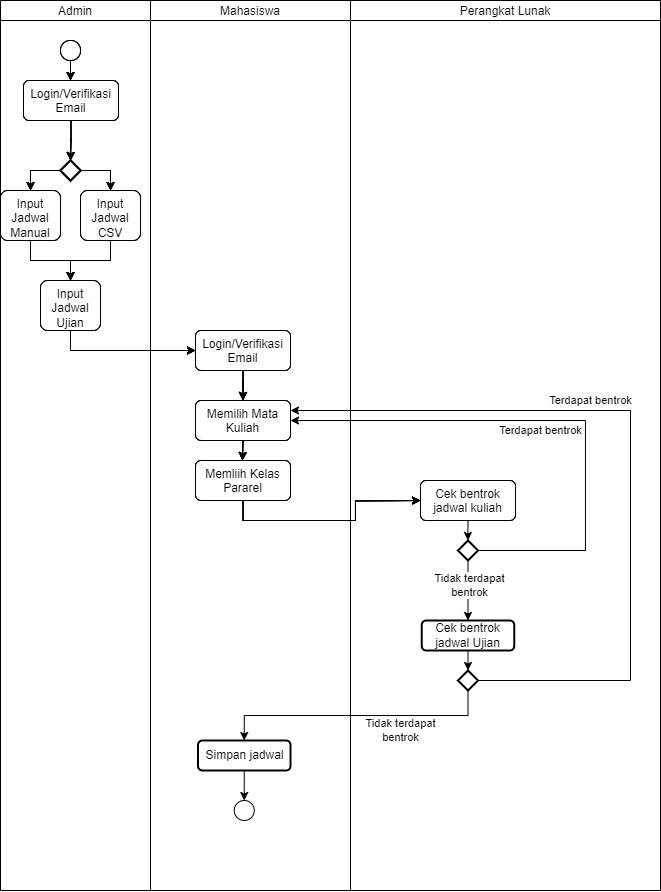 Admin
Mahasiswa
Perangkat Lunak
Login/Verifikasi
Email
Input
Jadwal
Manual
Input
Jadwal
CSV
Input
Jadwal
Ujian
Login/Verifikasi
Email
Memilih Mata
Kuliah
Terdapat bentrok
Terdapat bentrok
Memliih Kelas
Pararel
Cek bentrok
jadwal kuliah
Tidak terdapat
bentrok
Cek bentrok
jadwal Ujian
Tidak terdapat
bentrok
Simpan jadwal